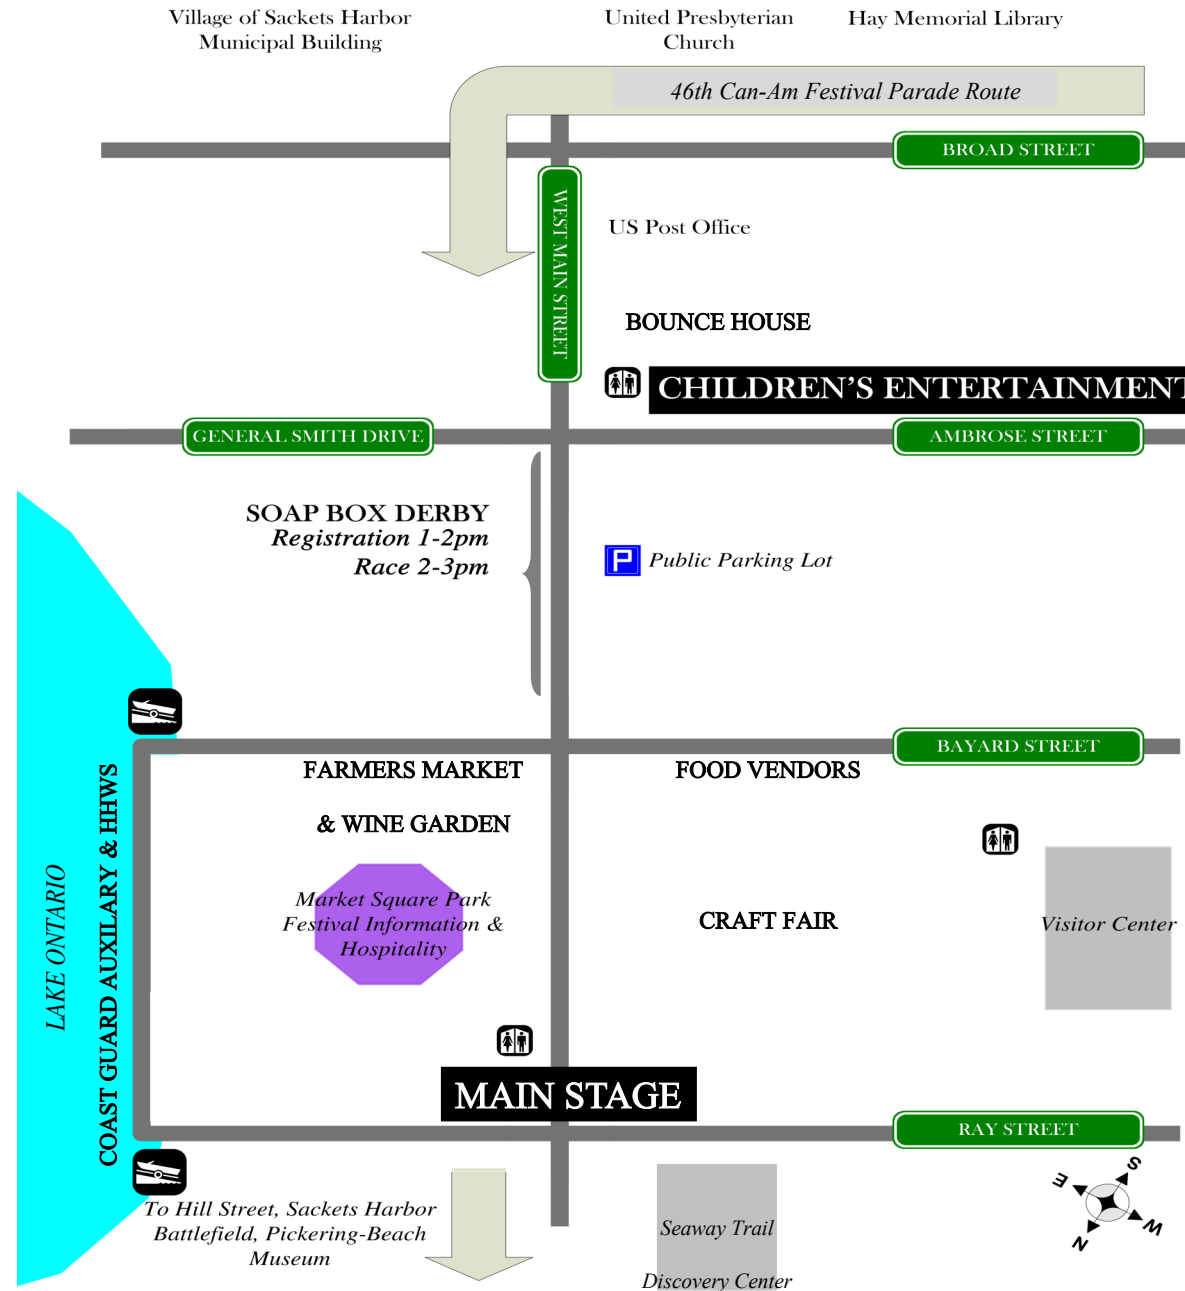 Village of Sackets Harbor
Municipal Building
United Presbyterian
Church
Hay Memorial Library
46th Can-Am Festival Parade Route
BROAD STREET
WEST MAIN STREET
US Post Office
BOUNCE HOUSE
CHILDREN'S ENTERTAINMENT
GENERAL SMITH DRIVE
AMBROSE STREET
SOAP BOX DERBY
Registration 1-2pm
Race 2-3pm
P
Public Parking Lot
BAYARD STREET
FARMERS MARKET
& WINE GARDEN
FOOD VENDORS
LAKE ONTARIO
COAST GUARD AUXILARY & HHWS
Market Square Park
Festival Information &
Hospitality
CRAFT FAIR
Visitor Center
MAIN STAGE
RAY STREET
To Hill Street, Sackets Harbor
Battlefield, Pickering-Beach
Museum
Seaway Trail
Discovery Center
S
E
W
N